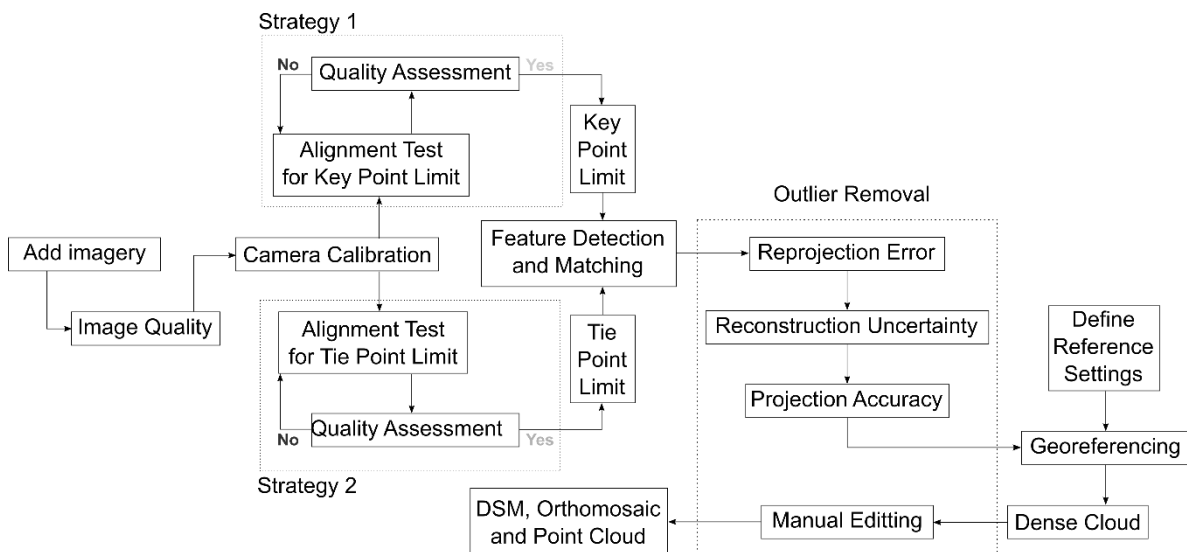 Strategy 1
No
Quality Assessment
Yes
Alignment Test
for Key Point Limit
Key
Point
Limit
Add imagery
Image Quality
Camera Calibration
Feature Detection
and Matching
Alignment Test
for Tie Point Limit
No
Quality Assessment
Yes
Strategy 2
Tie
Point
Limit
Outlier Removal
Reprojection Error
Reconstruction Uncertainty
Projection Accuracy
Define
Reference
Settings
Georeferencing
Dense Cloud
Manual Editting
DSM, Orthomosaic
and Point Cloud